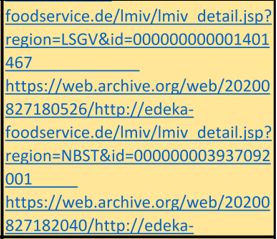 foodservice.de/lmiv/lmiv_detail.jsp?
region=LSGV&id=000000000001401
467
https://web.archive.org/web/20200
827180526/http://edeka-
foodservice.de/lmiv/lmiv_detail.jsp?
region=NBST&id=000000003937092
001
https://web.archive.org/web/20200
827182040/http://edeka-